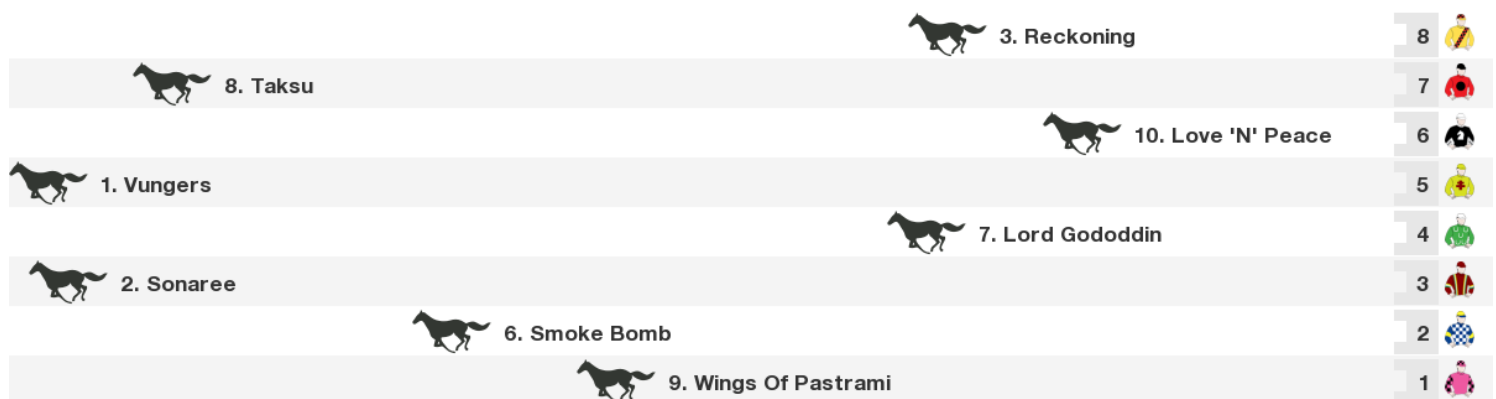 3. Reckoning 8
8. Taksu 7
10. Love 'N' Peace 6
1. Vungers 5
7. Lord Gododdin 4
2. Sonaree 3
6. Smoke Bomb 2
9. Wings Of Pastrami 1